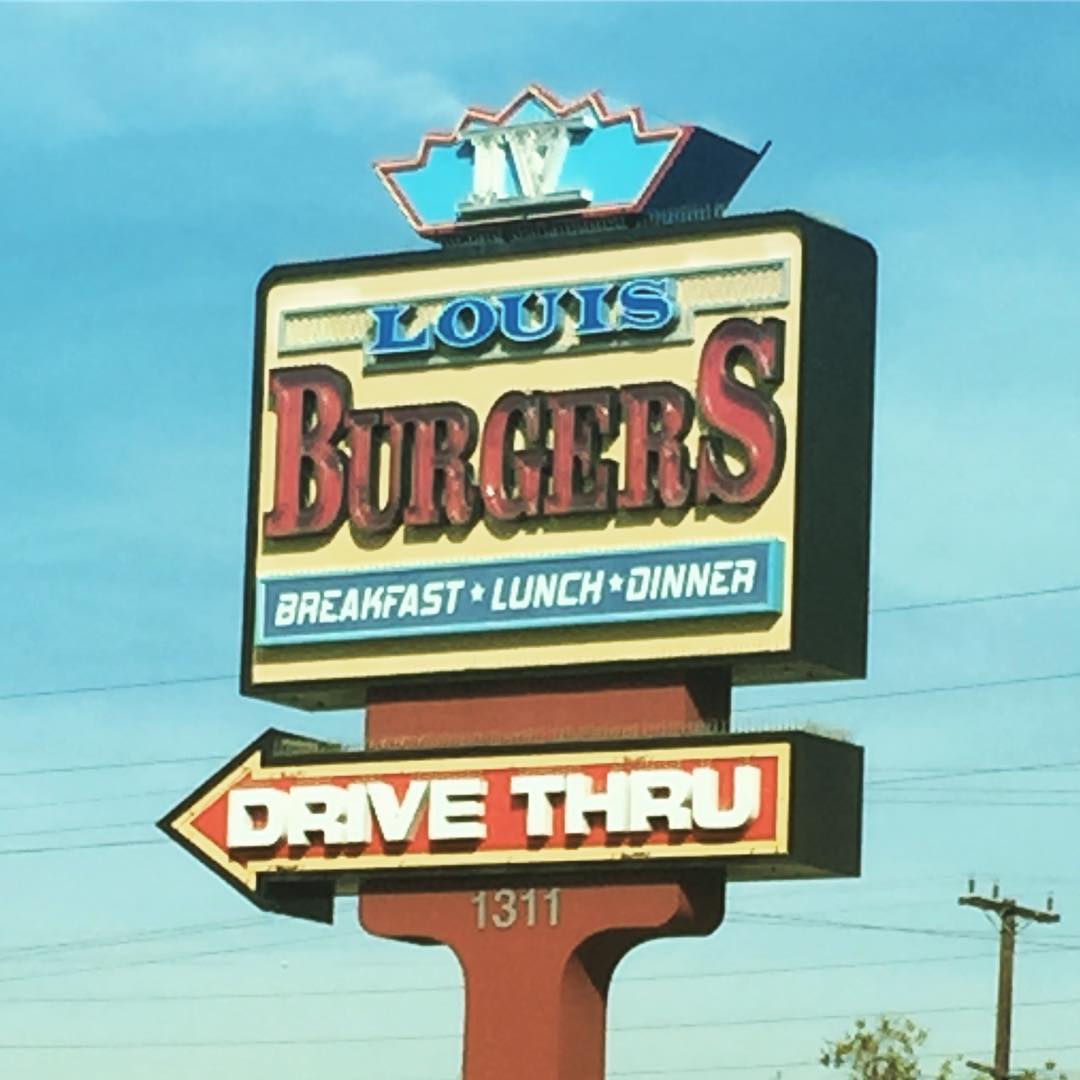 IV
LOUIS
BURGERS
BREAKFAST * LUNCH * DINNER
DRIVE THRU
1311